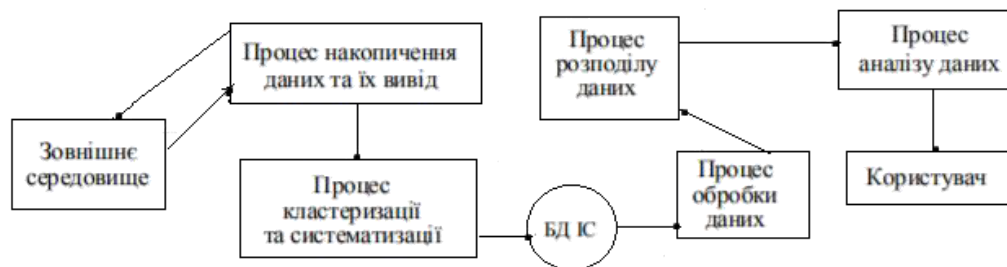 Процес накопичення
даних та їх вивід
Зовнішнє
середовище
Процес
кластеризації
та систематизації
БД ІС
Процес
обробки
даних
Процес
розподілу
даних
Процес
аналізу даних
Користувач